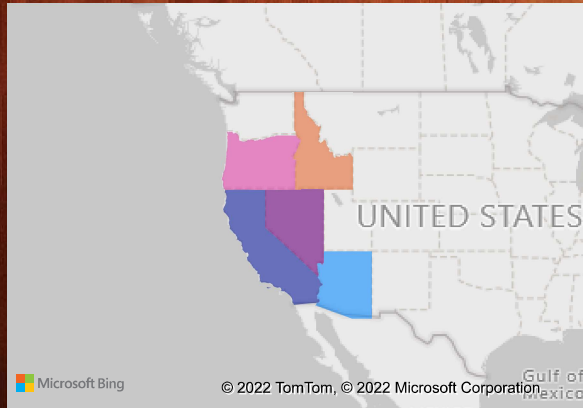 UNITED STATES
Microsoft Bing
© 2022 TomTom, © 2022 Microsoft Corporation
Gulf of
Mexico